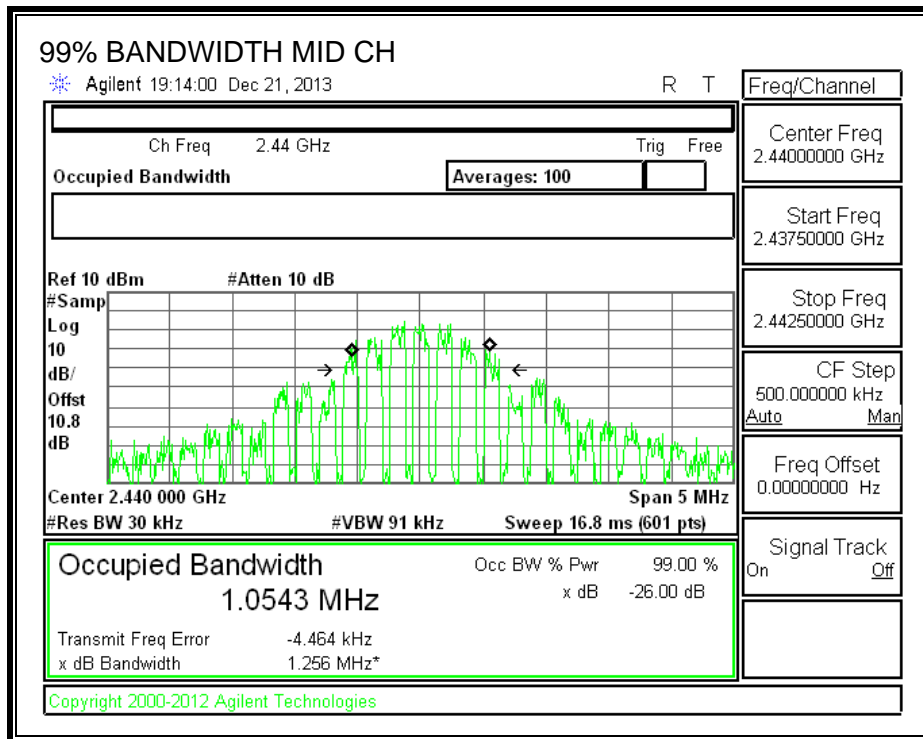 99% BANDWIDTH MID CH
Agilent 19:14:00 Dec 21, 2013 R T
Freq/Channel
Ch Freq 2.44 GHz Trig Free
Occupied Bandwidth Averages: 100
Center Freq
2.44000000 GHz
Start Freq
2.43750000 GHz
Stop Freq
2.44250000 GHz
CF Step
500.000000 kHz
Auto Man
Freq Offset
0.00000000 Hz
Signal Track
On Off
Ref 10 dBm #Atten 10 dB
#Samp
Log
10
dB/
Offst
10.8
dB
Center 2.440 000 GHz Span 5 MHz
#Res BW 30 kHz #VBW 91 kHz Sweep 16.8 ms (601 pts)
Occupied Bandwidth Occ BW % Pwr 99.00 %
1.0543 MHz x dB -26.00 dB
Transmit Freq Error -4.464 kHz
x dB Bandwidth 1.256 MHz*
Copyright 2000-2012 Agilent Technologies